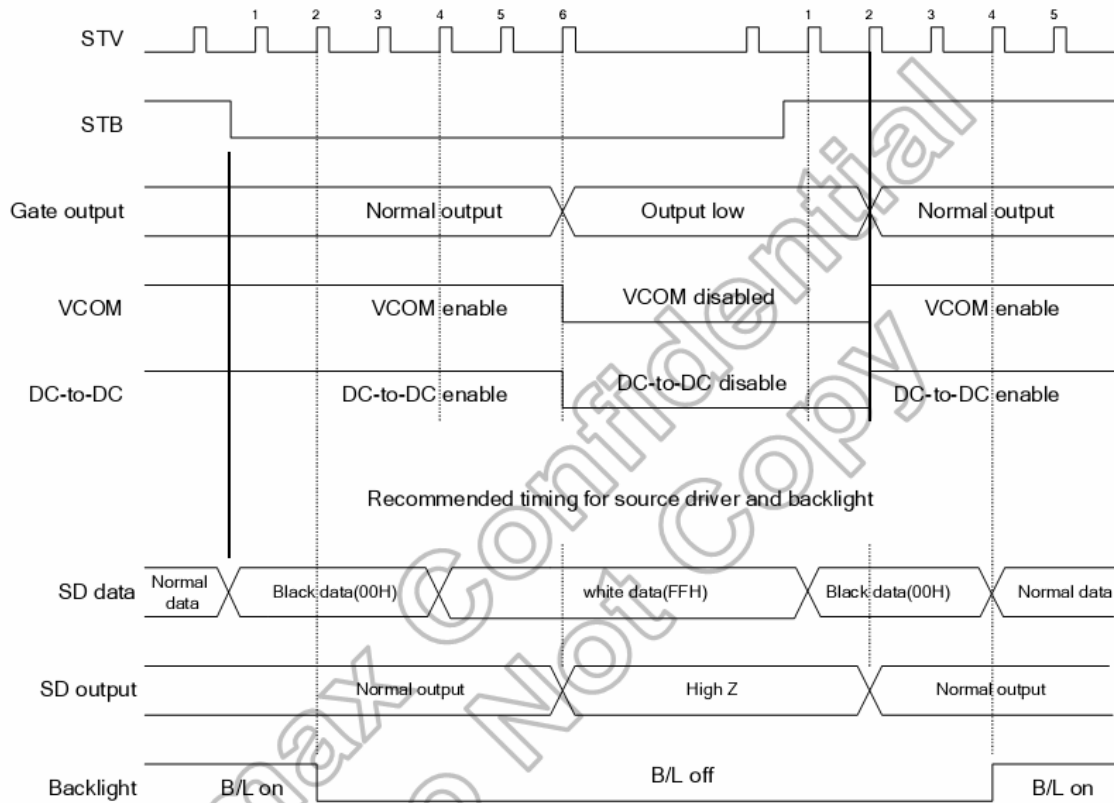 1 2 3 4 5 6 1 2 3 4 5
STV
STB
Gate output Normal output Output low Normal output
VCOM VCOM enable VCOM disabled VCOM enable
DC-to-DC DC-to-DC enable DC-to-DC disable DC-to-DC enable
Recommended timing for source driver and backlight
SD data Normal data Black data(00H) white data(FFH) Black data(00H) Normal data
SD output Normal output High Z Normal output
Backlight B/L on B/L off B/L on
Confidential
Not Copy